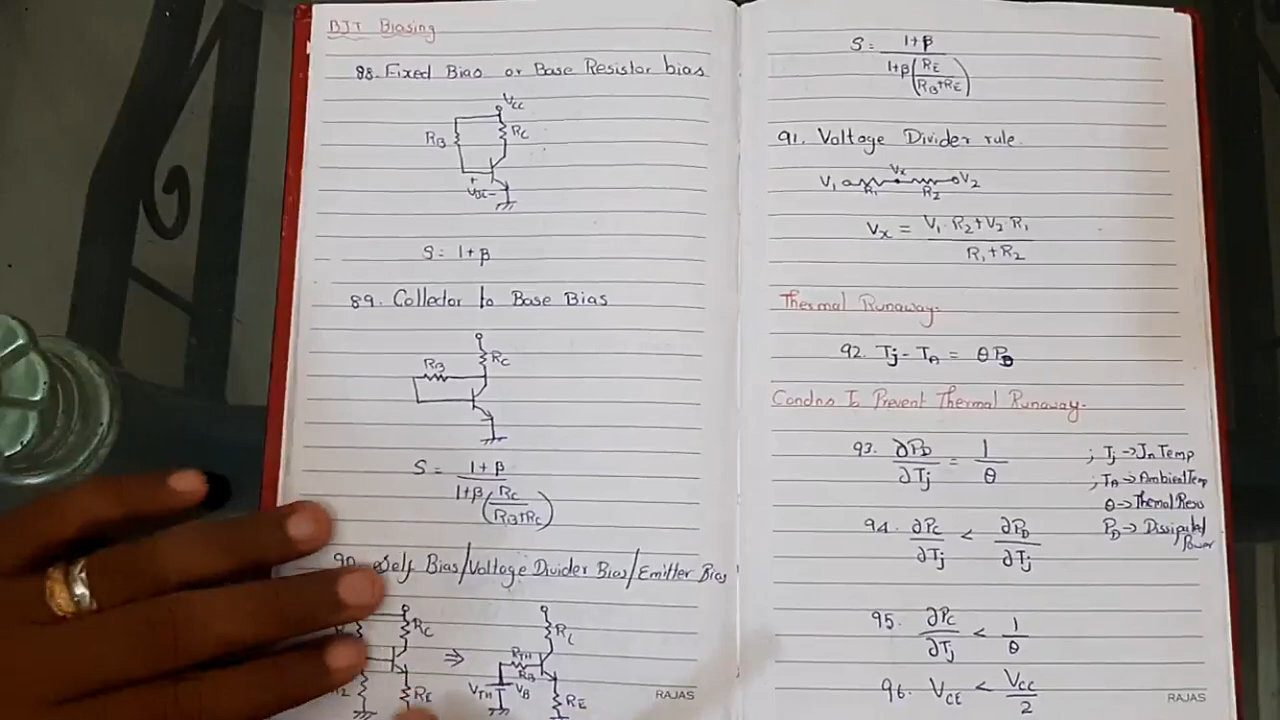 BJT Biasing
88. Fixed Bias or Base Resistor bias
VCC
RB
RC
+
VBE-
S = 1+β
89. Collector to Base Bias
RC
RB
S = 1+β / 1+β(RC / RB+RC)
90. Self Bias/Voltage Divider Bias/Emitter Bias
RC
RE
⇒
RL
RTH
RB
VTH
VB
RE
RAJAS
S = 1+β / 1+β(RE / RB+RE)
91. Voltage Divider rule.
V1
R1
Vx
R2
V2
Vx = V1·R2+V2·R1 / R1+R2
Thermal Runaway:
92. Tj - TA = θ PD
Condns To Prevent Thermal Runaway-
93. ∂PD / ∂Tj = 1 / θ
; Tj → Jn Temp
; TA → Ambient Temp
θ → Thermal Ress
PD → Dissipated Power
94. ∂PC / ∂Tj < ∂PD / ∂Tj
95. ∂PC / ∂Tj < 1 / θ
96. VCE < VCC / 2
RAJAS